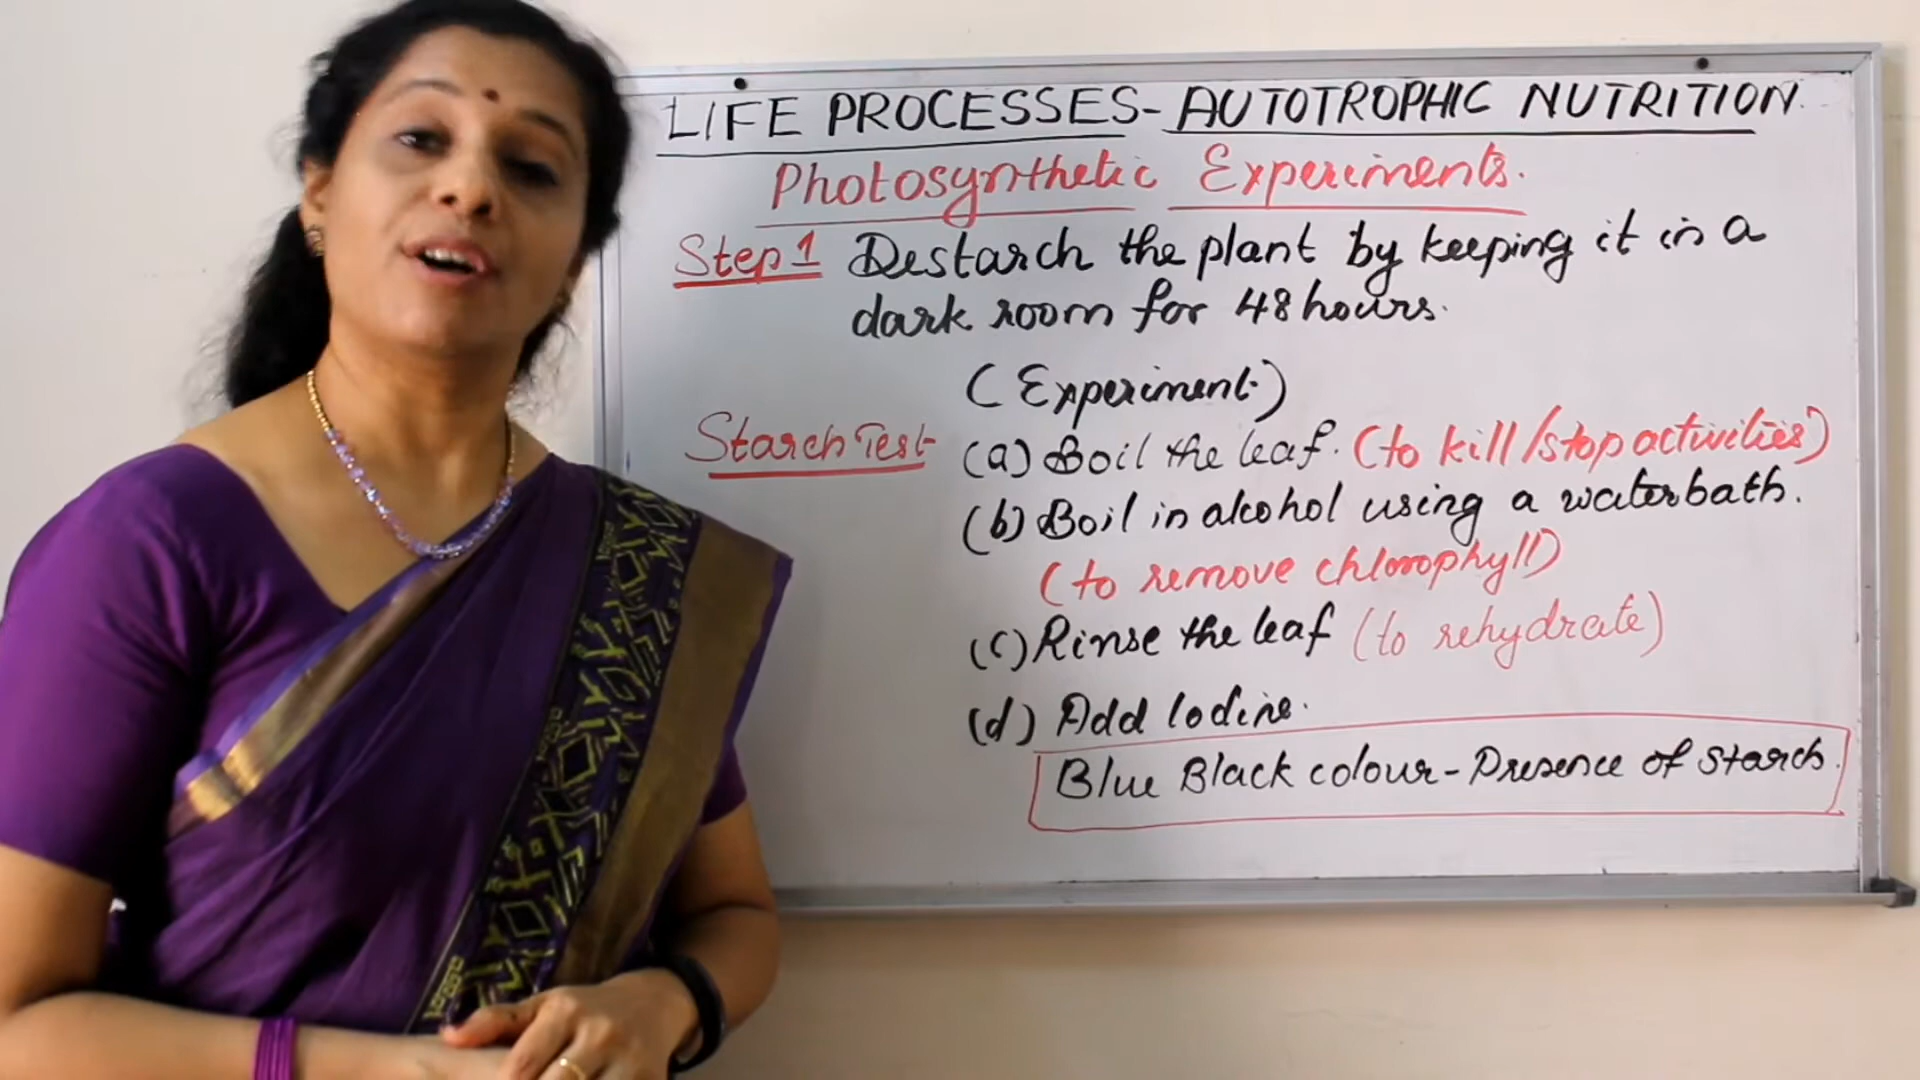 LIFE PROCESSES- AUTOTROPHIC NUTRITION.
Photosynthetic Experiments.
Step 1 Destarch the plant by keeping it in a
dark room for 48 hours.
(Experiment.)
Starch Test- (a) Boil the leaf. (to kill/stop activities)
(b) Boil in alcohol using a waterbath.
(to remove chlorophyll)
(c) Rinse the leaf (to rehydrate)
(d) Add Iodine.
Blue Black colour - Presence of starch.